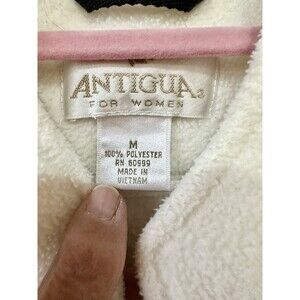 ANTIGUA
FOR WOMEN
M
100% POLYESTER
RN 60999
MADE IN
VIETNAM